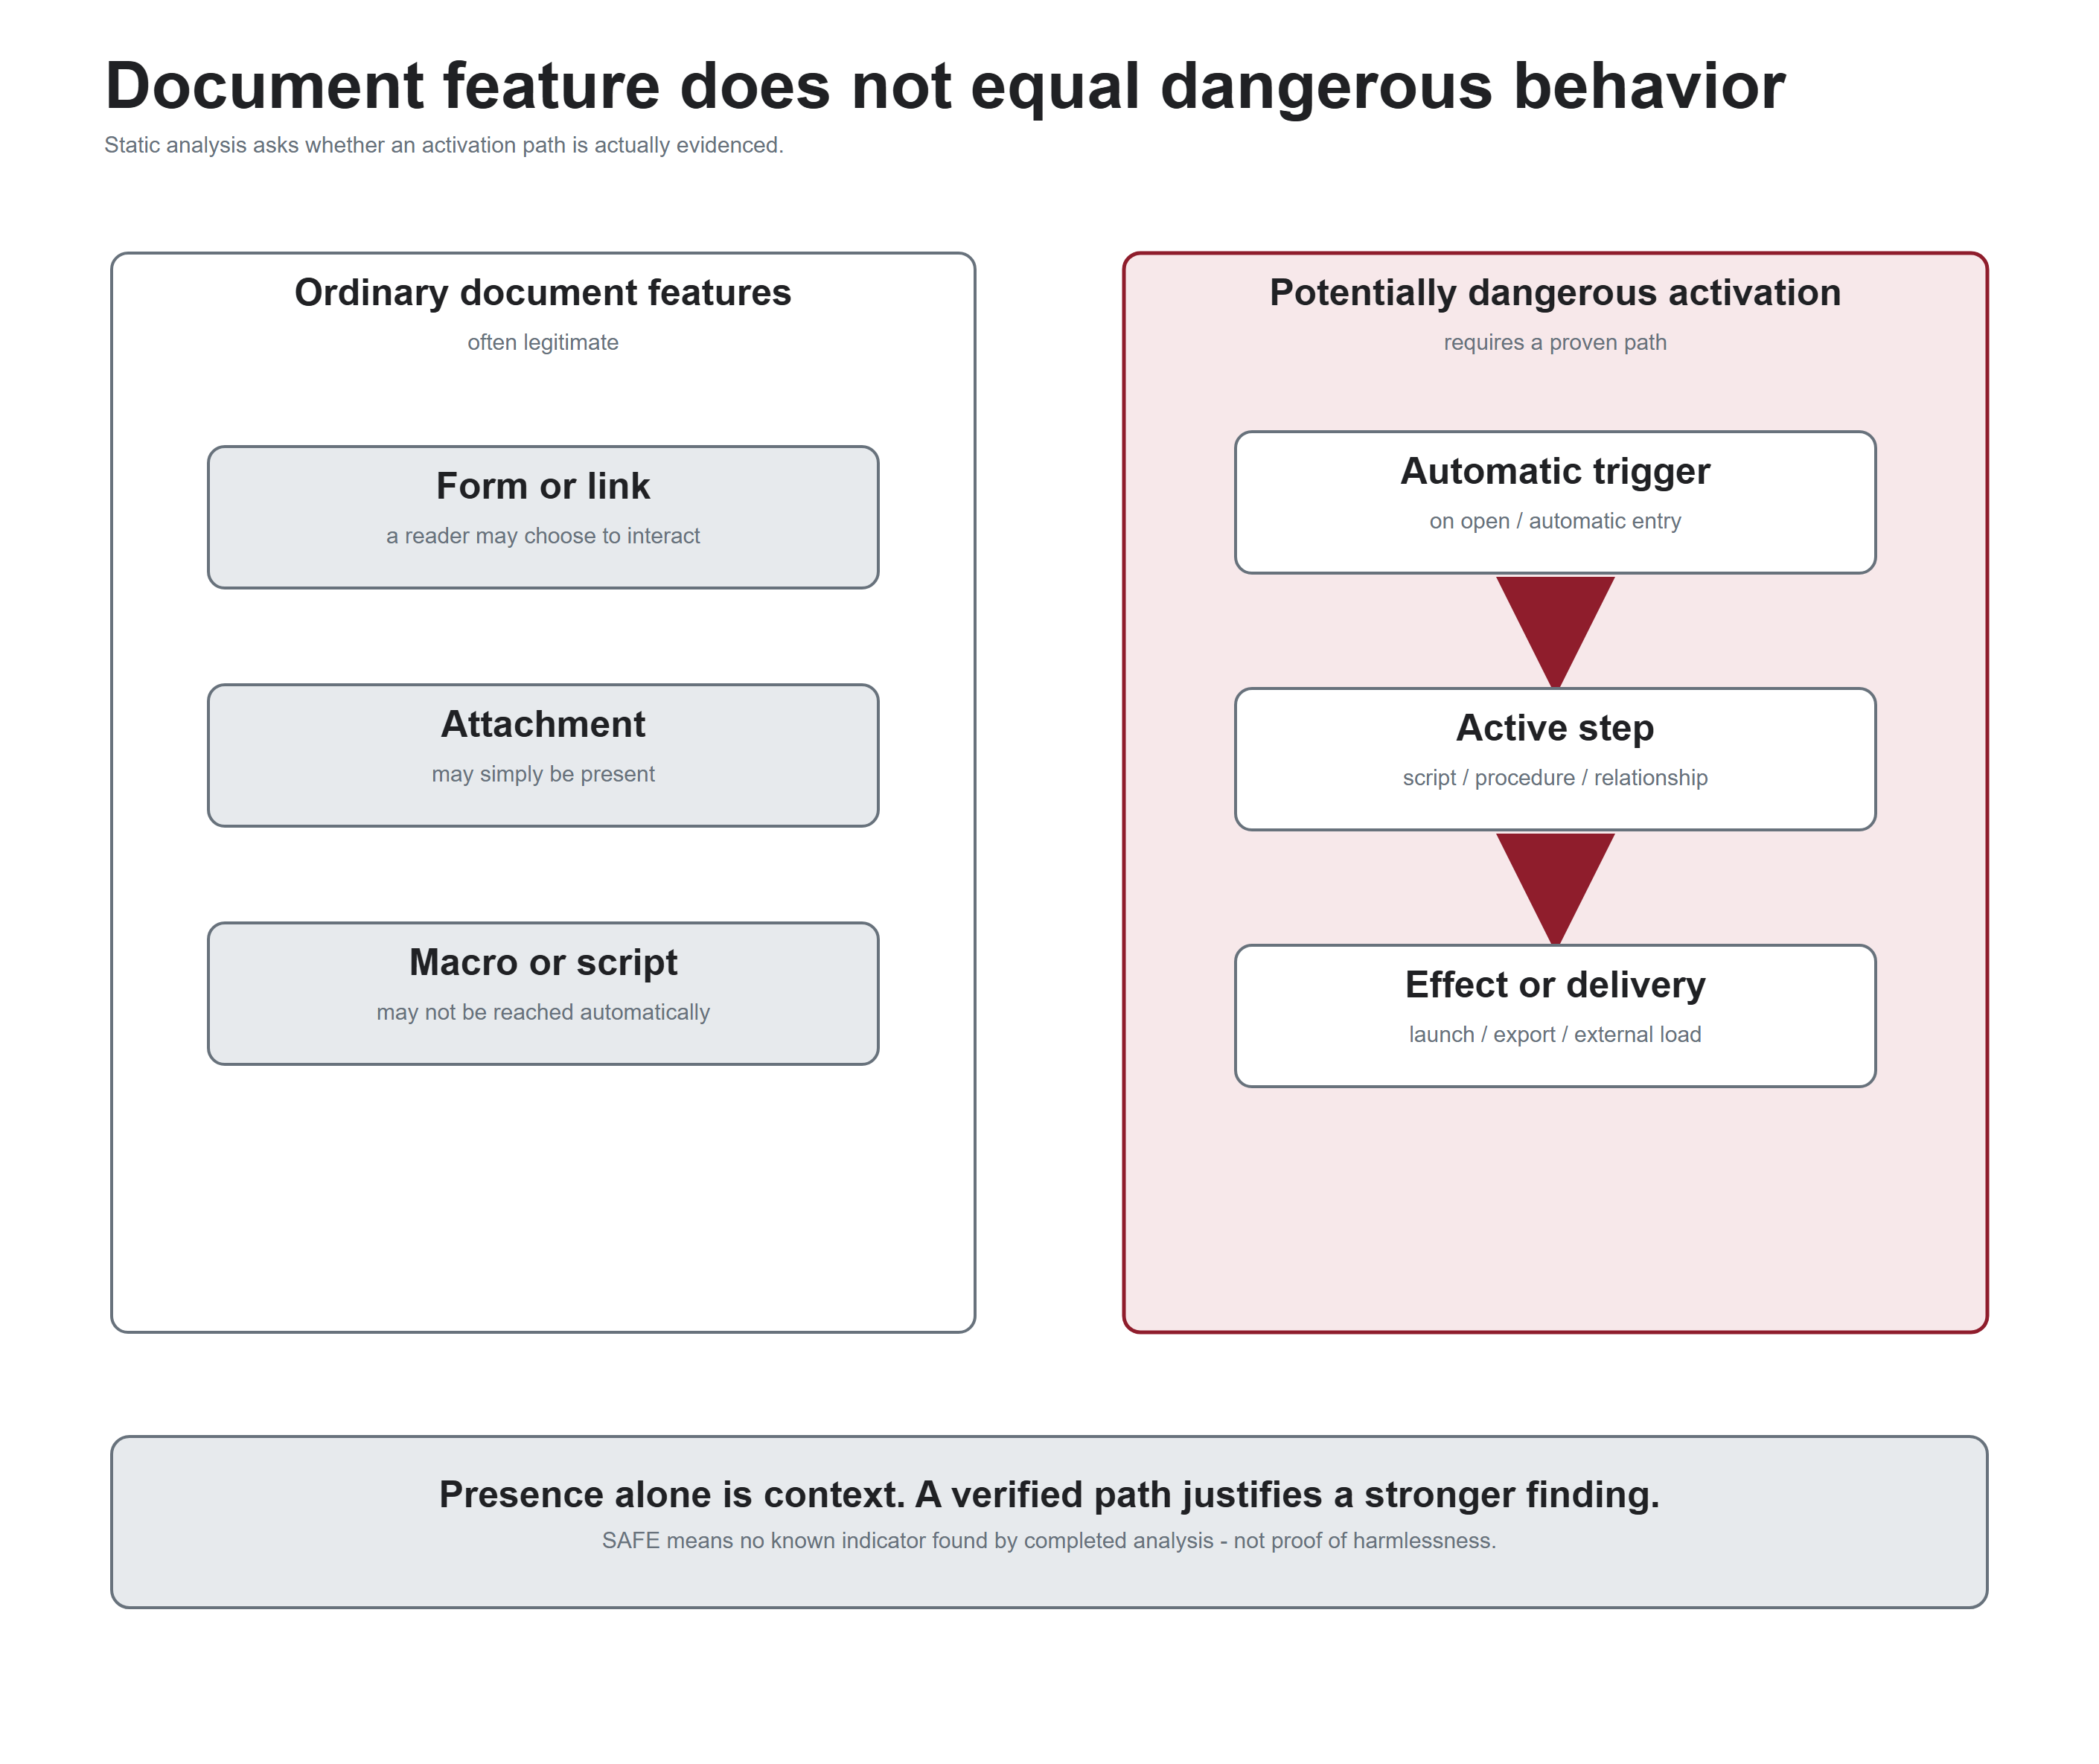 Document feature does not equal dangerous behavior
Static analysis asks whether an activation path is actually evidenced.
Ordinary document features
often legitimate
Form or link
a reader may choose to interact
Attachment
may simply be present
Macro or script
may not be reached automatically
Potentially dangerous activation
requires a proven path
Automatic trigger
on open / automatic entry
Active step
script / procedure / relationship
Effect or delivery
launch / export / external load
Presence alone is context. A verified path justifies a stronger finding.
SAFE means no known indicator found by completed analysis - not proof of harmlessness.